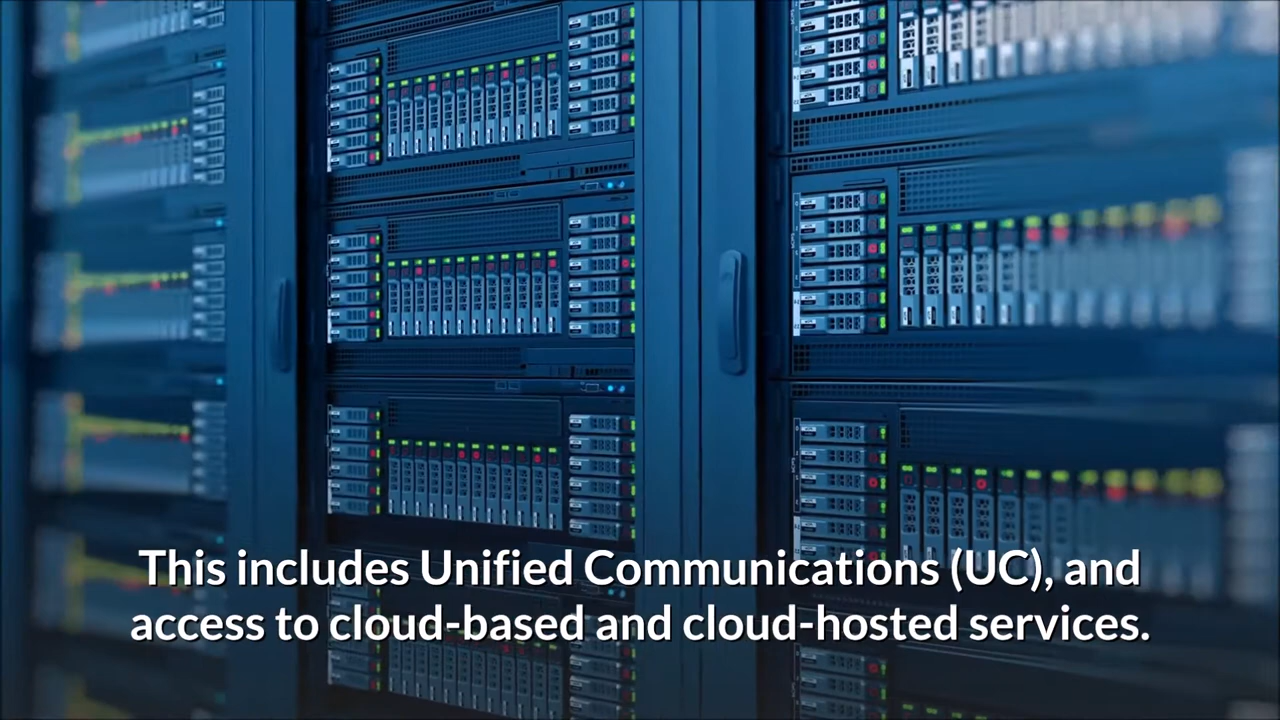 This includes Unified Communications (UC), and
access to cloud-based and cloud-hosted services.